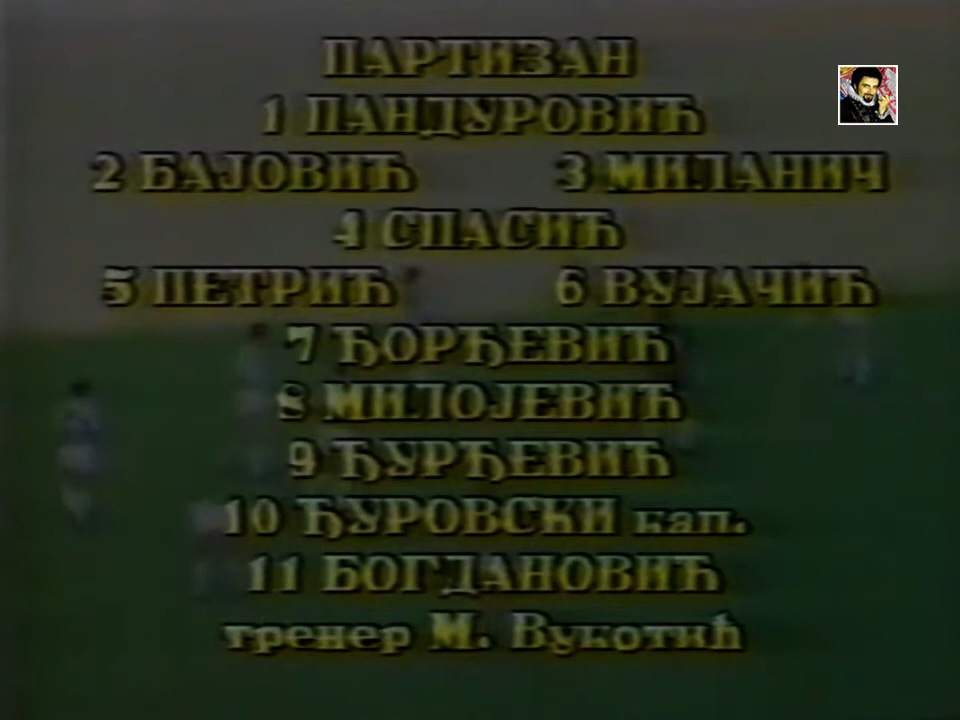 ПАРТИЗАН
1 ПАНДУРОВИЋ
2 БАЈОВИЋ 3 МИЛАНИЧ
4 СПАСИЋ
5 ПЕТРИЋ 6 ВУЈАЧИЋ
7 ЂОРЂЕВИЋ
8 МИЛОЈЕВИЋ
9 ЂУРЂЕВИЋ
10 ЂУРОВСКИ кап.
11 БОГДАНОВИЋ
тренер М. Вукотић